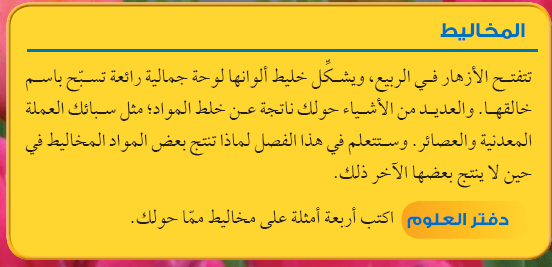 المخاليط
تتفتح الأزهار في الربيع، ويشكِّل خليط ألوانها لوحة جمالية رائعة تسبّح باسم
خالقها. والعديد من الأشياء حولك ناتجة عن خلط المواد؛ مثل سبائك العملة
المعدنية والعصائر. وستتعلم في هذا الفصل لماذا تنتج بعض المواد المخاليط في
حين لا ينتج بعضها الآخر ذلك.
دفتر العلوم اكتب أربعة أمثلة على مخاليط ممّا حولك.